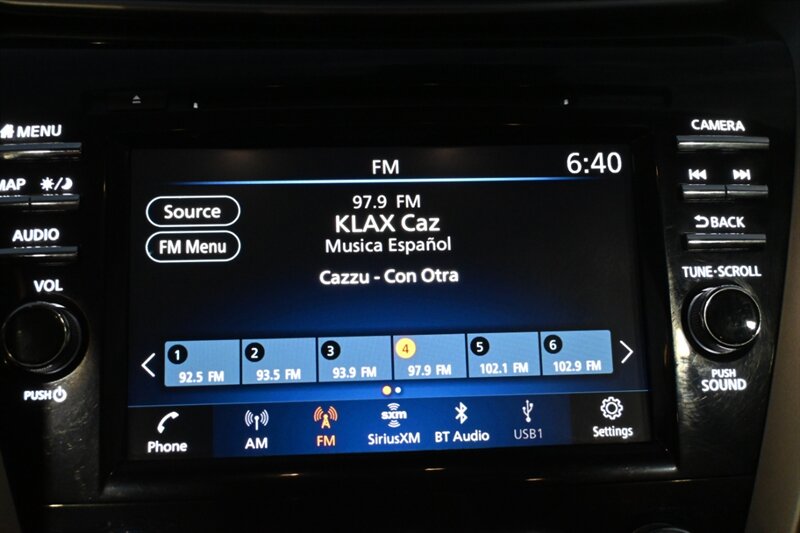 MENU
MAP
AUDIO
VOL
PUSH
FM
6:40
Source
FM Menu
97.9 FM
KLAX Caz
Musica Español
Cazzu - Con Otra
1
92.5 FM
2
93.5 FM
3
93.9 FM
4
97.9 FM
5
102.1 FM
6
102.9 FM
Phone
AM
FM
sxm
SiriusXM
BT Audio
USB1
Settings
CAMERA
BACK
TUNE·SCROLL
PUSH
SOUND